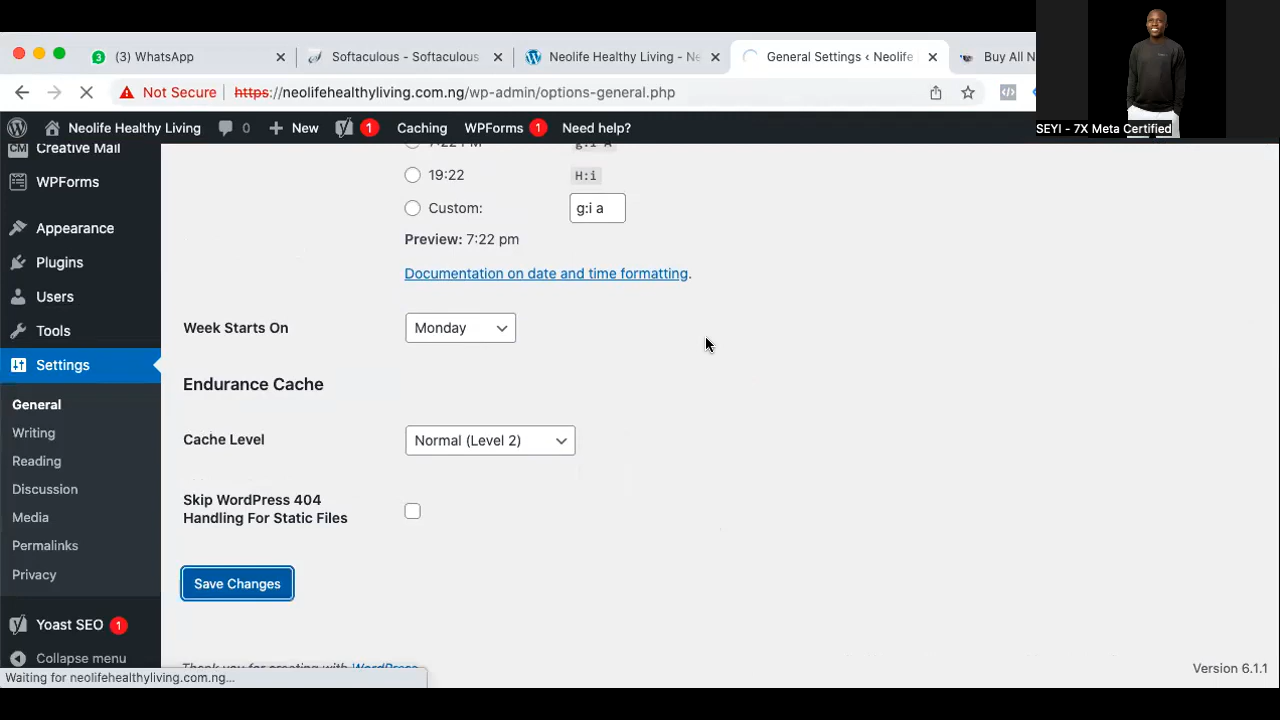 (3) WhatsApp
Softaculous - Softaculous
Neolife Healthy Living - Ne
General Settings ‹ Neolife
Buy All N
Not Secure
https://neolifehealthyliving.com.ng/wp-admin/options-general.php
SEYI - 7X Meta Certified
Neolife Healthy Living
0
New
1
Caching
WPForms 1
Need help?
Creative Mail
WPForms
Appearance
Plugins
Users
Tools
Settings
General
Writing
Reading
Discussion
Media
Permalinks
Privacy
Yoast SEO 1
Collapse menu
7:22 PM g:i A
19:22 H:i
Custom: g:i a
Preview: 7:22 pm
Documentation on date and time formatting.
Week Starts On Monday
Endurance Cache
Cache Level Normal (Level 2)
Skip WordPress 404
Handling For Static Files
Save Changes
Thank you for creating with WordPress
Version 6.1.1
Waiting for neolifehealthyliving.com.ng...